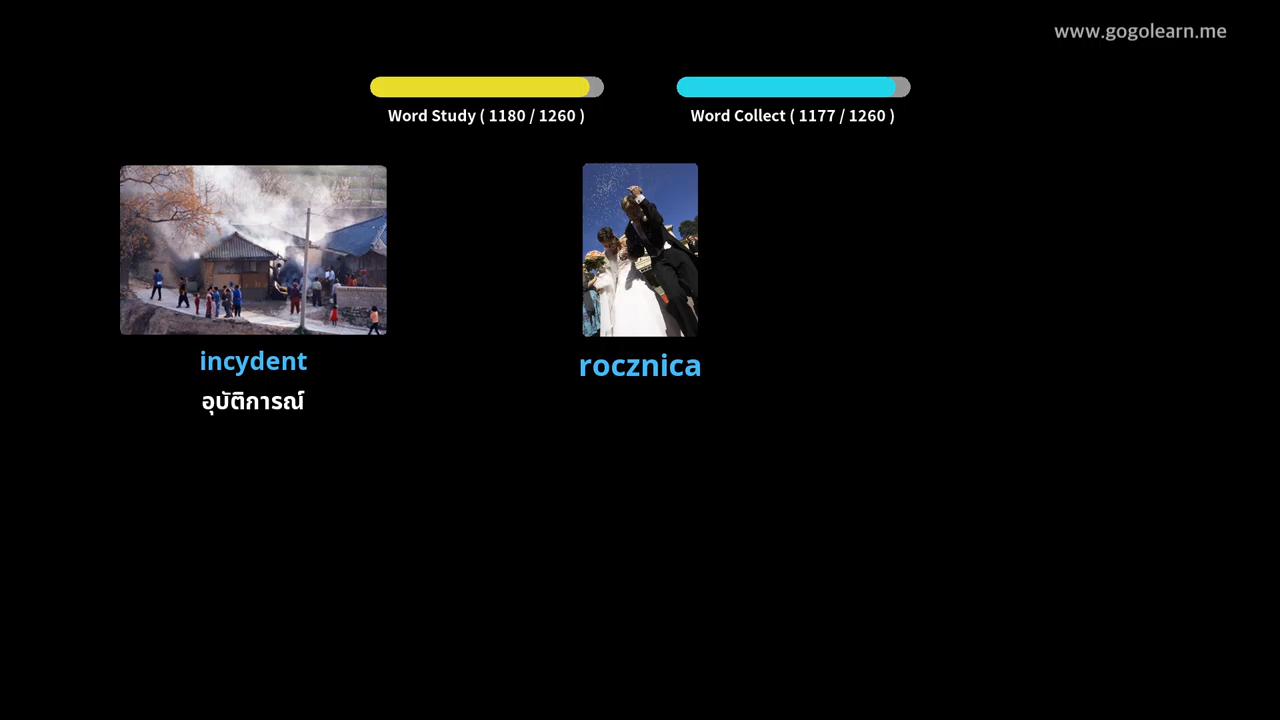 www.gogolearn.me
Word Study ( 1180 / 1260 )
Word Collect ( 1177 / 1260 )
incydent
อุบัติการณ์
rocznica